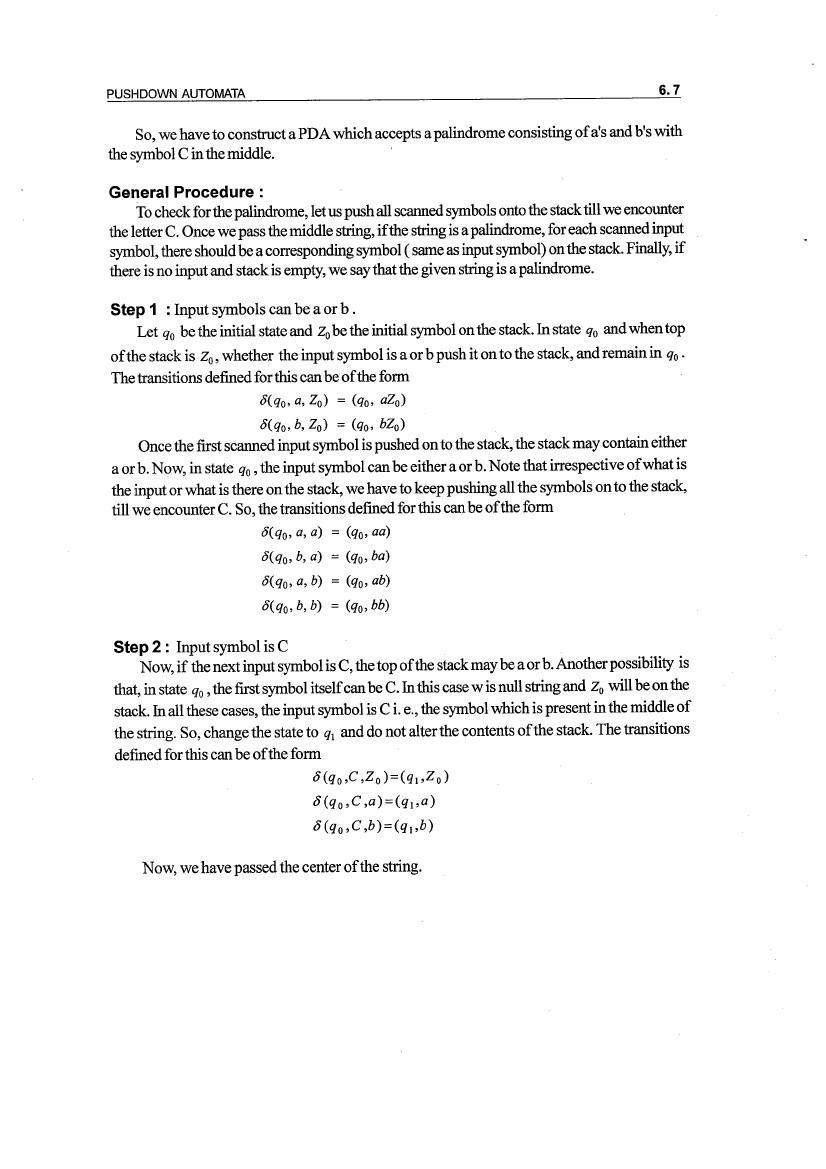 PUSHDOWN AUTOMATA 6.7
So, we have to construct a PDA which accepts a palindrome consisting of a's and b's with
the symbol C in the middle.
General Procedure :
To check for the palindrome, let us push all scanned symbols onto the stack till we encounter
the letter C. Once we pass the middle string, if the string is a palindrome, for each scanned input
symbol, there should be a corresponding symbol ( same as input symbol) on the stack. Finally, if
there is no input and stack is empty, we say that the given string is a palindrome.
Step 1 : Input symbols can be a or b .
Let q₀ be the initial state and Z₀ be the initial symbol on the stack. In state q₀ and when top
of the stack is Z₀, whether the input symbol is a or b push it on to the stack, and remain in q₀ .
The transitions defined for this can be of the form
δ(q₀, a, Z₀) = (q₀, aZ₀)
δ(q₀, b, Z₀) = (q₀, bZ₀)
Once the first scanned input symbol is pushed on to the stack, the stack may contain either
a or b. Now, in state q₀ , the input symbol can be either a or b. Note that irrespective of what is
the input or what is there on the stack, we have to keep pushing all the symbols on to the stack,
till we encounter C. So, the transitions defined for this can be of the form
δ(q₀, a, a) = (q₀, aa)
δ(q₀, b, a) = (q₀, ba)
δ(q₀, a, b) = (q₀, ab)
δ(q₀, b, b) = (q₀, bb)
Step 2 : Input symbol is C
Now, if the next input symbol is C, the top of the stack may be a or b. Another possibility is
that, in state q₀ , the first symbol itself can be C. In this case w is null string and Z₀ will be on the
stack. In all these cases, the input symbol is C i. e., the symbol which is present in the middle of
the string. So, change the state to q₁ and do not alter the contents of the stack. The transitions
defined for this can be of the form
δ(q₀,C,Z₀)=(q₁,Z₀)
δ(q₀,C,a)=(q₁,a)
δ(q₀,C,b)=(q₁,b)
Now, we have passed the center of the string.